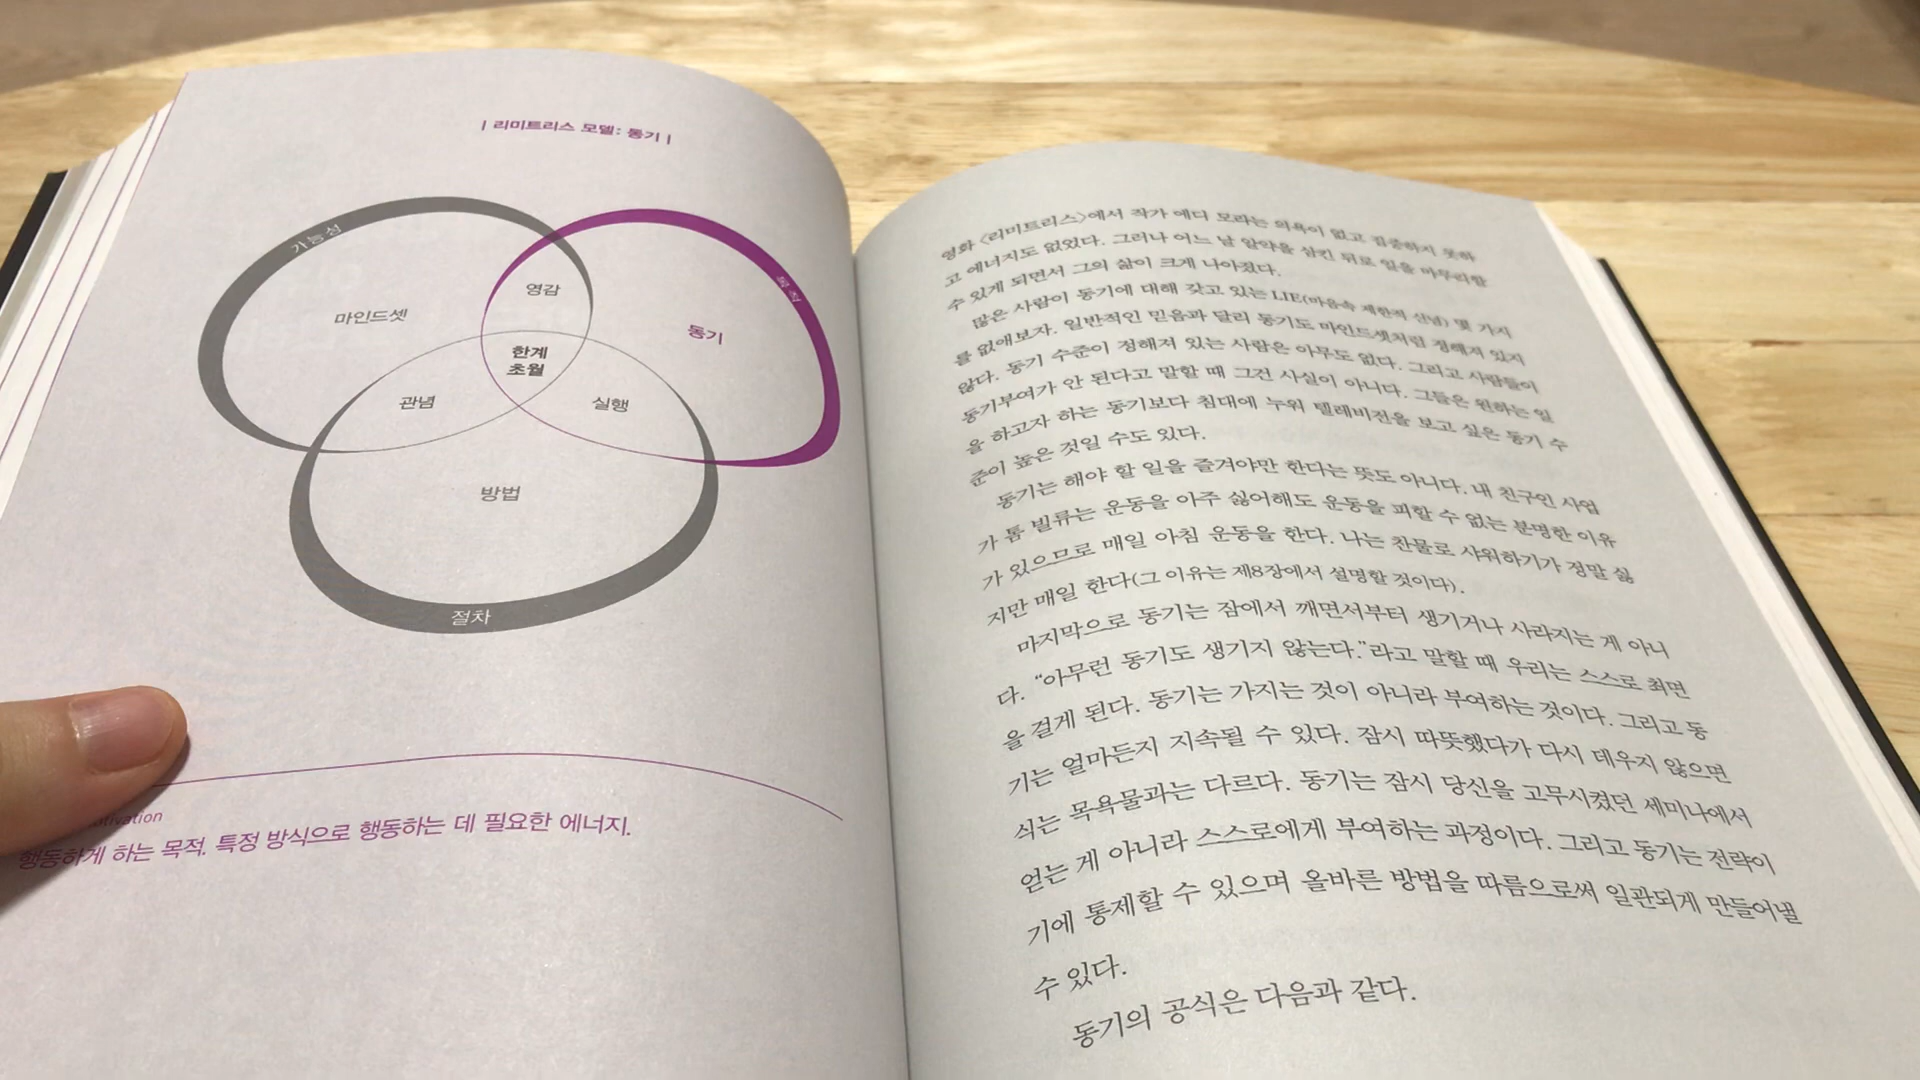 | 리미트리스 모델: 동기 |
가능성
목적
영감
마인드셋
동기
한계
초월
관념
실행
방법
절차
행동하게 하는 목적. 특정 방식으로 행동하는 데 필요한 에너지.
영화 〈리미트리스〉에서 작가 에디 모라는 의욕이 없고 집중하지 못하
고 에너지도 없었다. 그러나 어느 날 알약을 삼킨 뒤로 일을 마무리할
수 있게 되면서 그의 삶이 크게 나아졌다.
많은 사람이 동기에 대해 갖고 있는 LIE(마음속 제한적 신념) 몇 가지
를 없애보자. 일반적인 믿음과 달리 동기도 마인드셋처럼 정해져 있지
않다. 동기 수준이 정해져 있는 사람은 아무도 없다. 그리고 사람들이
동기부여가 안 된다고 말할 때 그건 사실이 아니다. 그들은 원하는 일
을 하고자 하는 동기보다 침대에 누워 텔레비전을 보고 싶은 동기 수
준이 높은 것일 수도 있다.
동기는 해야 할 일을 즐겨야만 한다는 뜻도 아니다. 내 친구인 사업
가 톰 빌류는 운동을 아주 싫어해도 운동을 피할 수 없는 분명한 이유
가 있으므로 매일 아침 운동을 한다. 나는 찬물로 샤워하기가 정말 싫
지만 매일 한다(그 이유는 제8장에서 설명할 것이다).
마지막으로 동기는 잠에서 깨면서부터 생기거나 사라지는 게 아니
다. “아무런 동기도 생기지 않는다.”라고 말할 때 우리는 스스로 최면
을 걸게 된다. 동기는 가지는 것이 아니라 부여하는 것이다. 그리고 동
기는 얼마든지 지속될 수 있다. 잠시 따뜻했다가 다시 데우지 않으면
식는 목욕물과는 다르다. 동기는 잠시 당신을 고무시켰던 세미나에서
얻는 게 아니라 스스로에게 부여하는 과정이다. 그리고 동기는 전략이
기에 통제할 수 있으며 올바른 방법을 따름으로써 일관되게 만들어낼
수 있다.
동기의 공식은 다음과 같다.